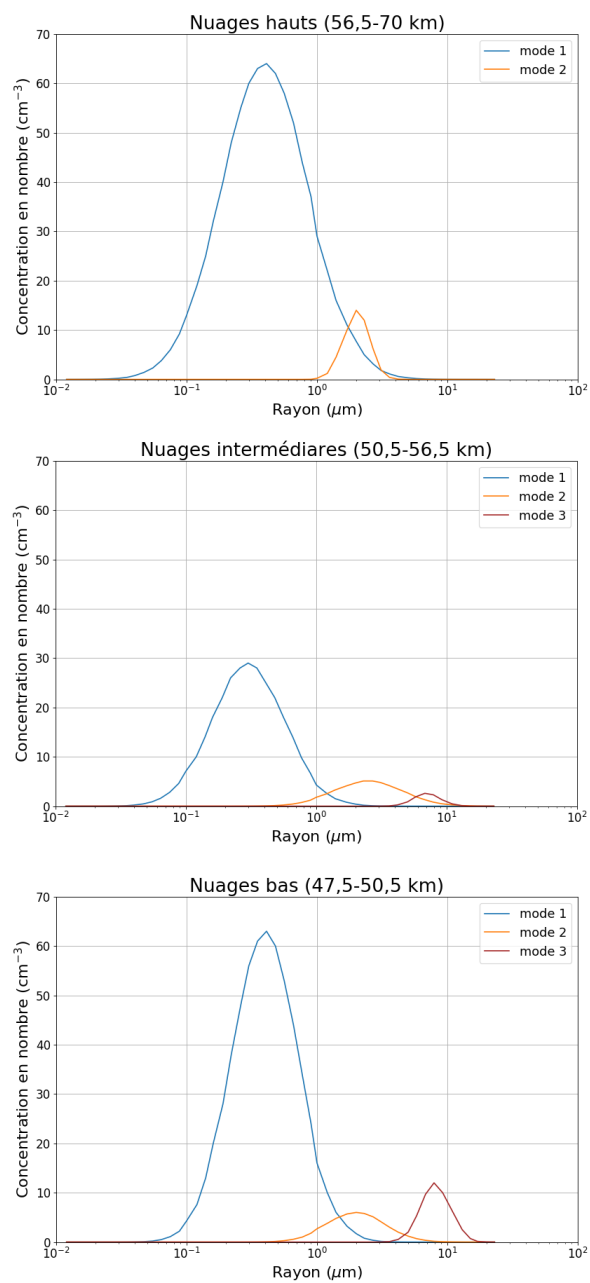 Nuages hauts (56,5-70 km)
Concentration en nombre (cm⁻³)
70
60
50
40
30
20
10
0
mode 1
mode 2
10⁻² 10⁻¹ 10⁰ 10¹ 10²
Rayon (μm)
Nuages intermédiares (50,5-56,5 km)
Concentration en nombre (cm⁻³)
70
60
50
40
30
20
10
0
mode 1
mode 2
mode 3
10⁻² 10⁻¹ 10⁰ 10¹ 10²
Rayon (μm)
Nuages bas (47,5-50,5 km)
Concentration en nombre (cm⁻³)
70
60
50
40
30
20
10
0
mode 1
mode 2
mode 3
10⁻² 10⁻¹ 10⁰ 10¹ 10²
Rayon (μm)